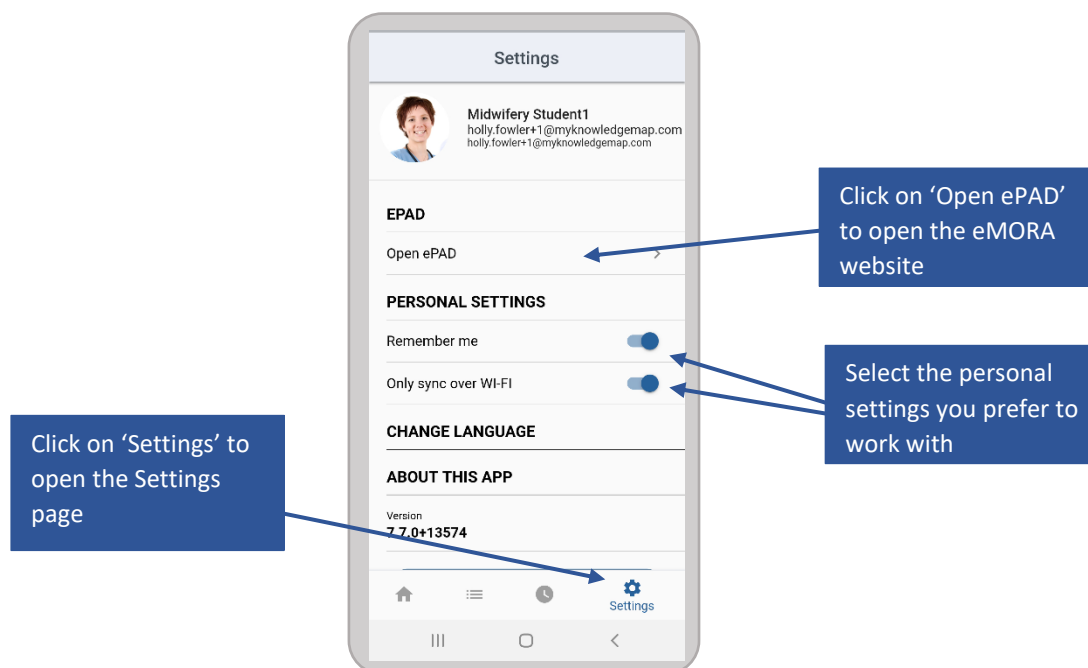 Settings
Midwifery Student1
holly.fowler+1@myknowledgemap.com
holly.fowler+1@myknowledgemap.com
EPAD
Open ePAD
PERSONAL SETTINGS
Remember me
Only sync over WI-FI
CHANGE LANGUAGE
ABOUT THIS APP
Version
7.7.0+13574
Settings
Click on ‘Open ePAD’
to open the eMORA
website
Select the personal
settings you prefer to
work with
Click on ‘Settings’ to
open the Settings
page